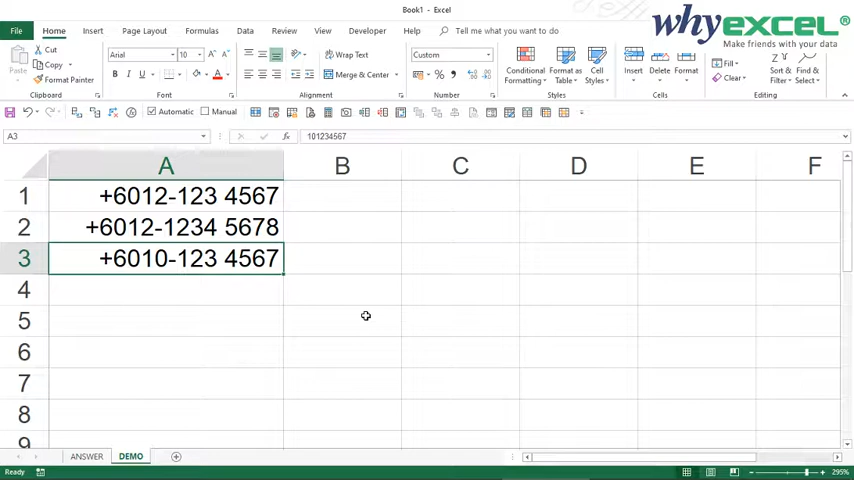 Book1 - Excel
whyEXCEL®
Make friends with your data
File Home Insert Page Layout Formulas Data Review View Developer Help Tell me what you want to do
Paste
Cut
Copy
Format Painter
Clipboard
Arial 10
B I U
Font
Wrap Text
Merge & Center
Alignment
Custom
% ,
Number
Conditional Formatting
Format as Table
Cell Styles
Styles
Insert Delete Format
Cells
Fill
Clear
Sort & Filter
Find & Select
Editing
Automatic Manual
A3 fx 101234567
A B C D E F
1 +6012-123 4567
2 +6012-1234 5678
3 +6010-123 4567
4
5
6
7
8
9
ANSWER DEMO
Ready 295%